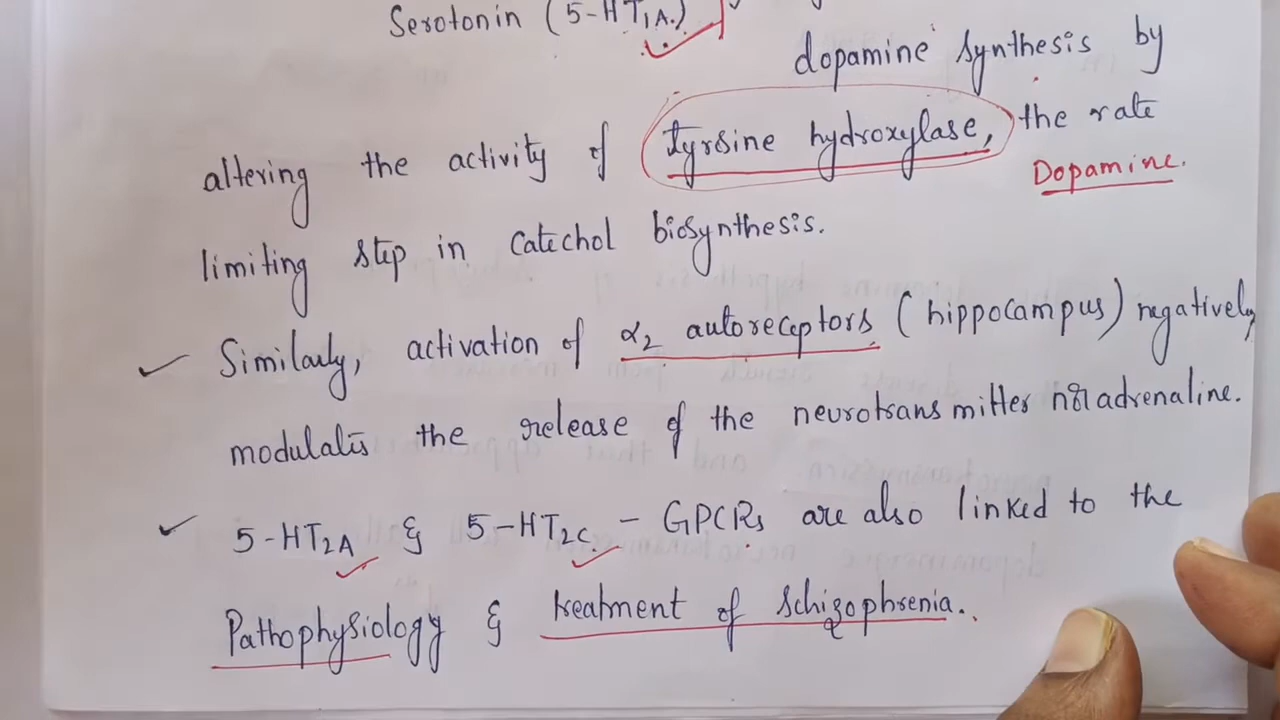 Serotonin (5-HT1A.)
dopamine synthesis by
altering the activity of tyrosine hydroxylase, the rate
Dopamine.
limiting step in Catechol biosynthesis.
✓ Similarly, activation of α2 autoreceptors (hippocampus) negatively
modulates the release of the neurotransmitter noradrenaline.
✓ 5-HT2A & 5-HT2C - GPCRs are also linked to the
Pathophysiology & treatment of schizophrenia.